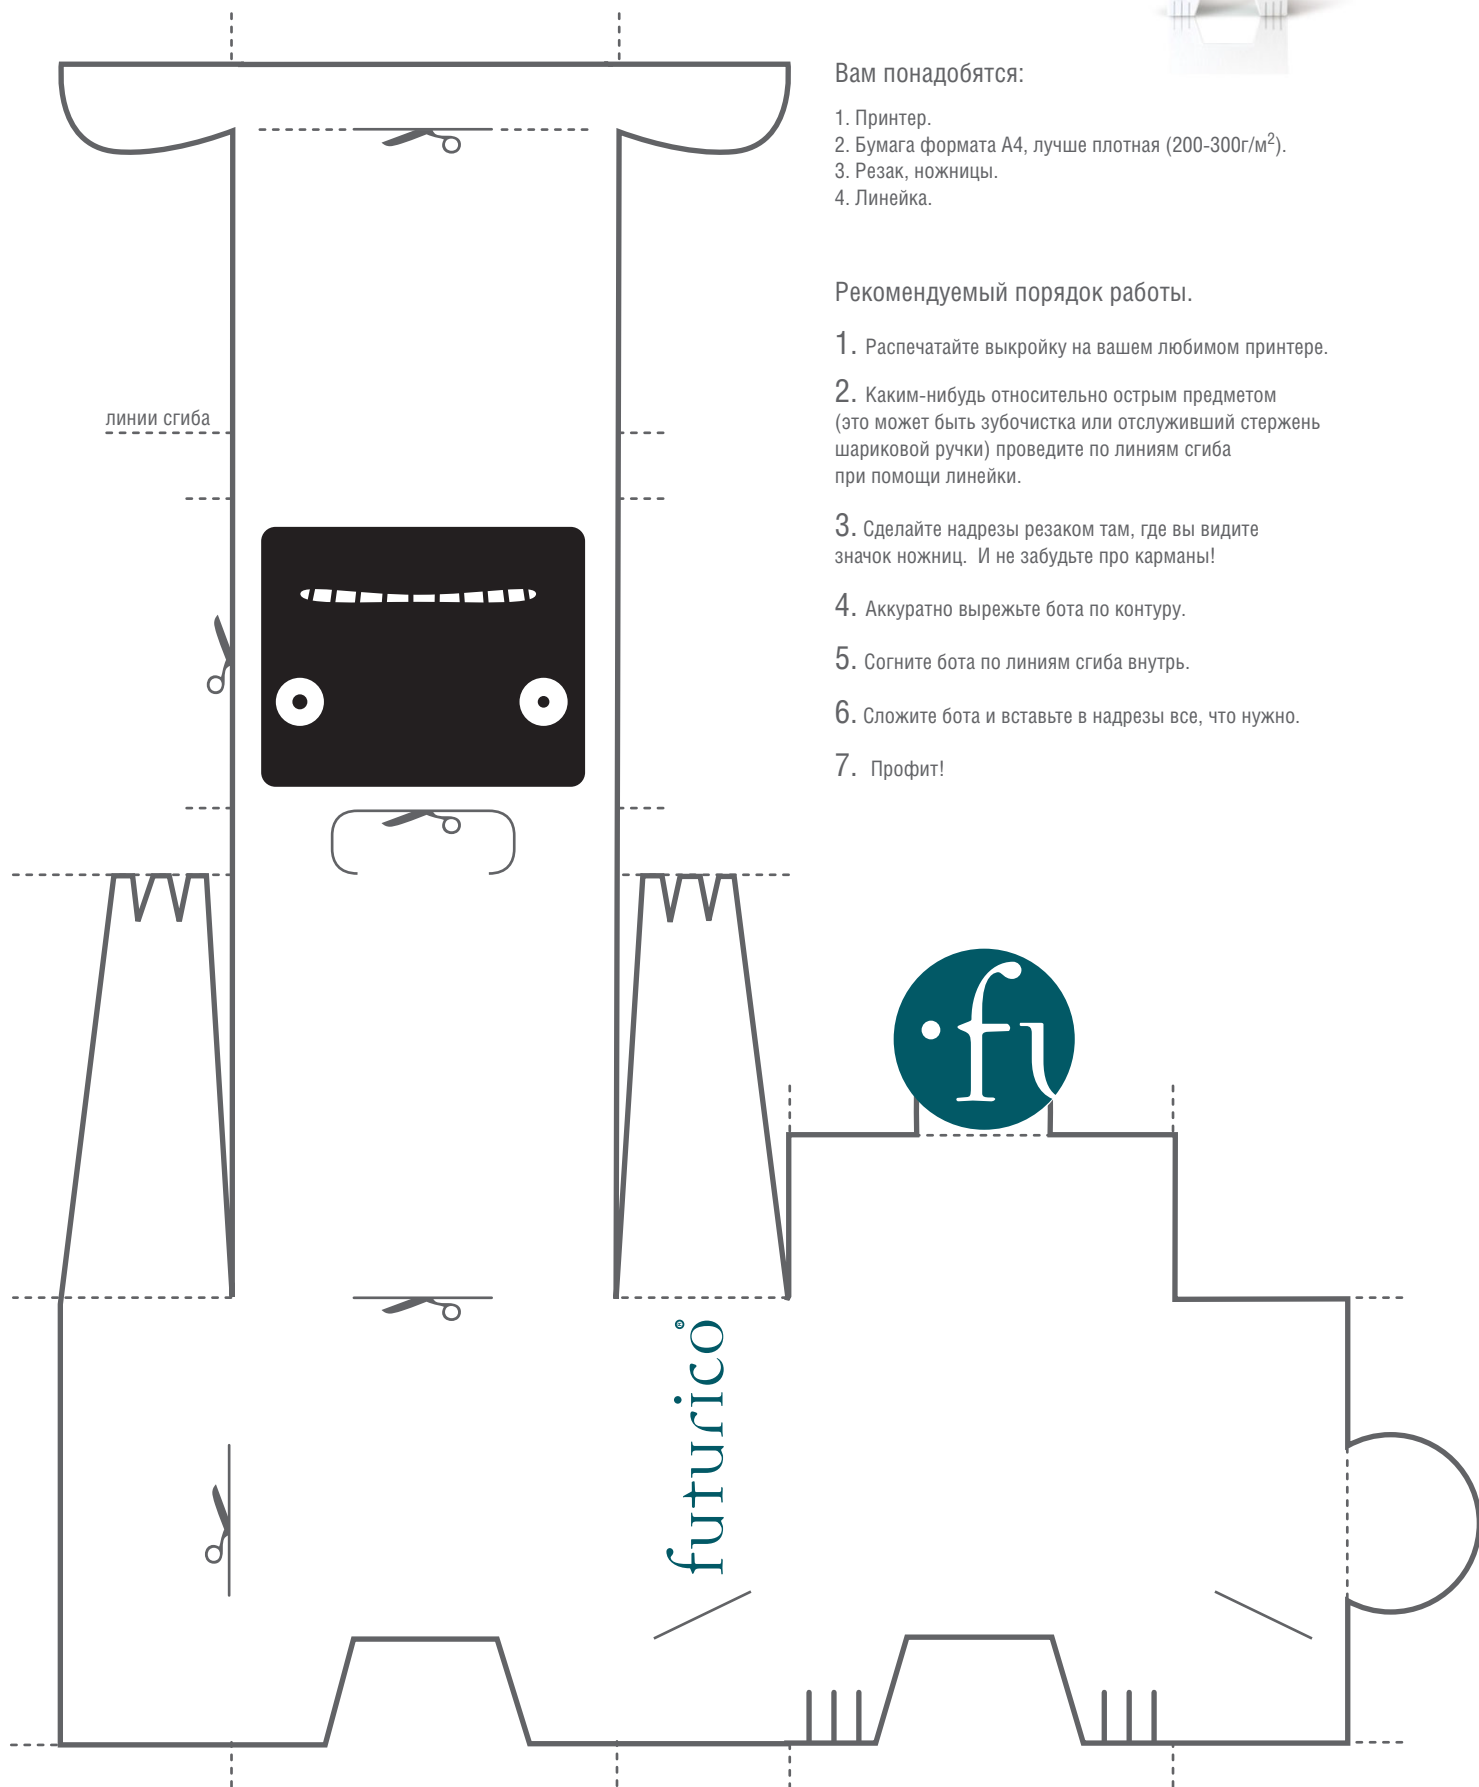 Вам понадобятся:
1. Принтер.
2. Бумага формата А4, лучше плотная (200-300г/м²).
3. Резак, ножницы.
4. Линейка.
Рекомендуемый порядок работы.
1. Распечатайте выкройку на вашем любимом принтере.
2. Каким-нибудь относительно острым предметом
(это может быть зубочистка или отслуживший стержень
шариковой ручки) проведите по линиям сгиба
при помощи линейки.
3. Сделайте надрезы резаком там, где вы видите
значок ножниц. И не забудьте про карманы!
4. Аккуратно вырежьте бота по контуру.
5. Согните бота по линиям сгиба внутрь.
6. Сложите бота и вставьте в надрезы все, что нужно.
7. Профит!
линии сгиба
·fu
futurico